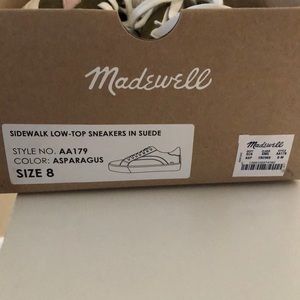 Madewell
SIDEWALK LOW-TOP SNEAKERS IN SUEDE
STYLE NO. AA179
COLOR: ASPARAGUS
SIZE 8
Madewell